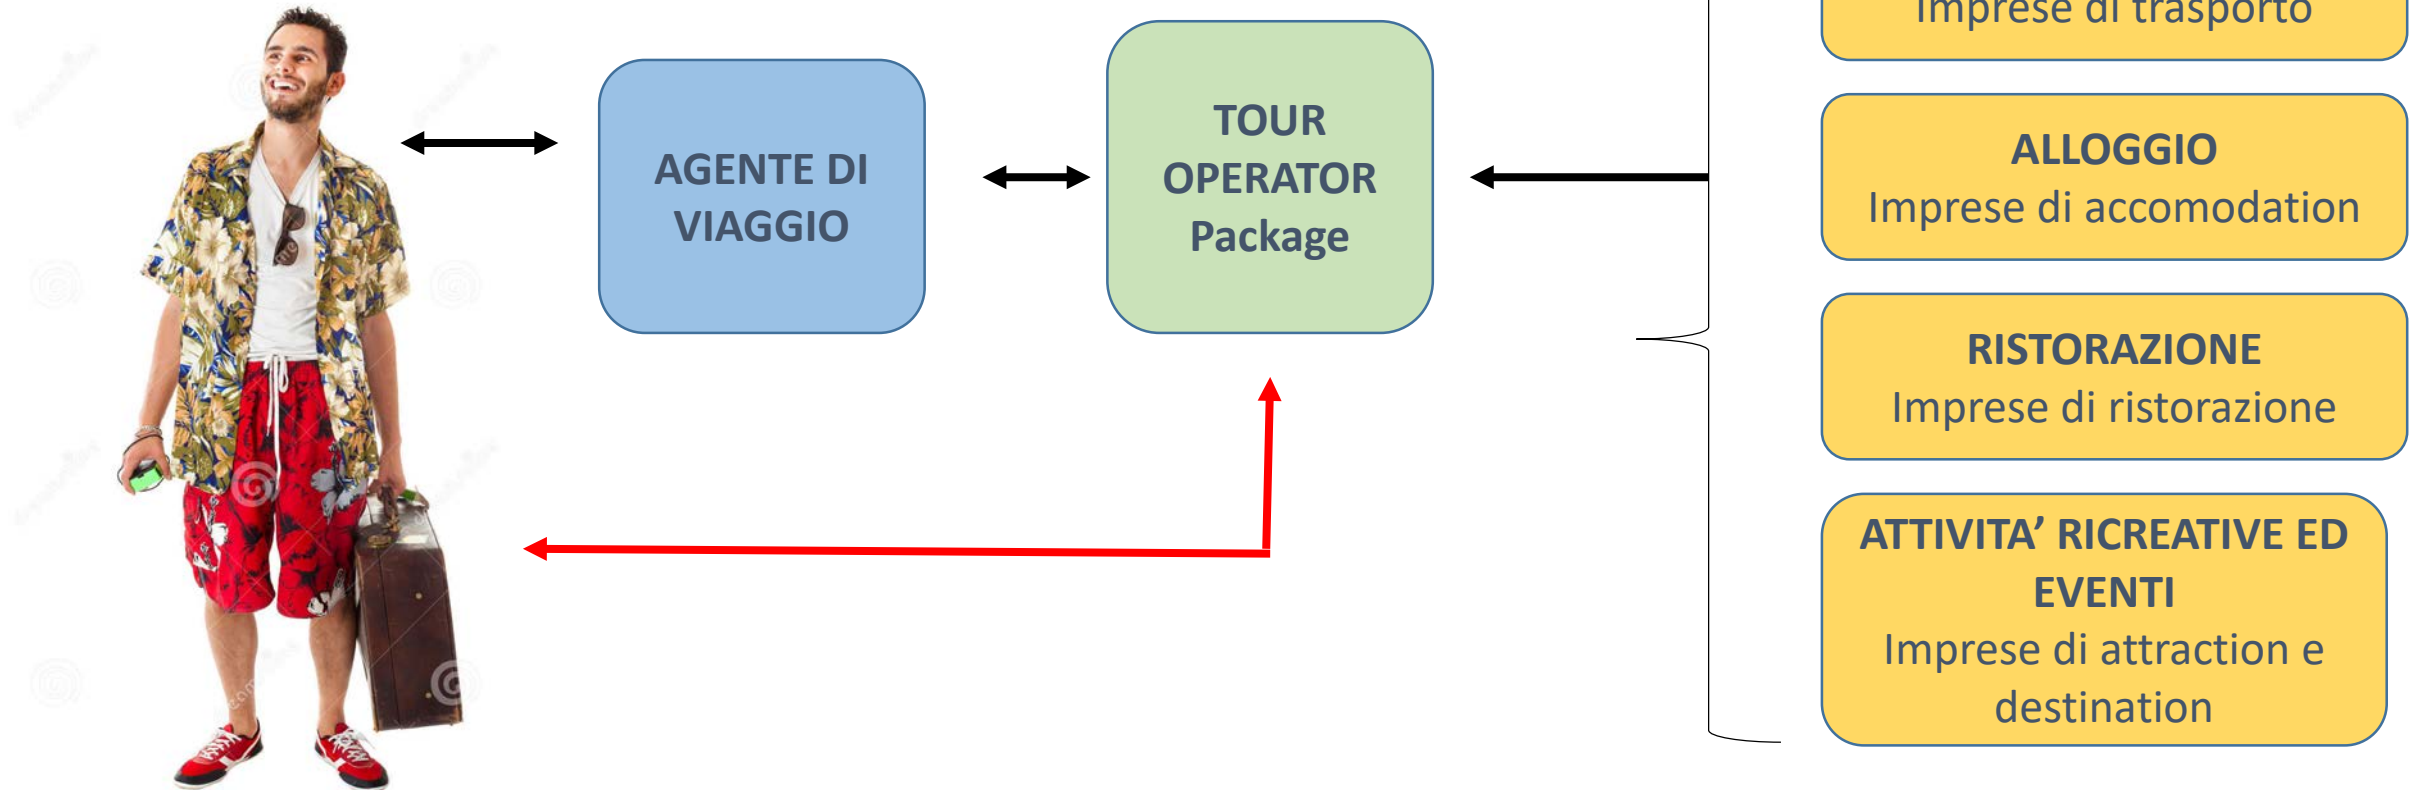 AGENTE DI
VIAGGIO
TOUR
OPERATOR
Package
Imprese di trasporto
ALLOGGIO
Imprese di accomodation
RISTORAZIONE
Imprese di ristorazione
ATTIVITA’ RICREATIVE ED
EVENTI
Imprese di attraction e
destination